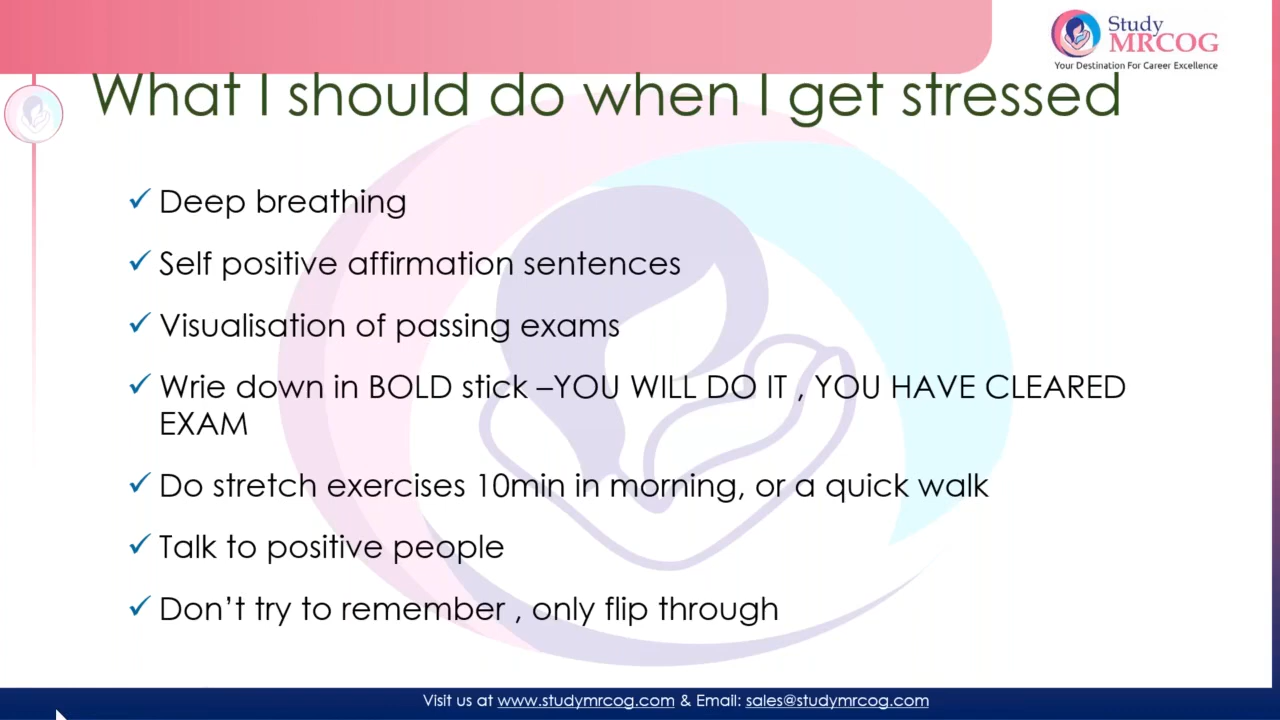 Study
MRCOG
Your Destination For Career Excellence
What I should do when I get stressed
✓ Deep breathing
✓ Self positive affirmation sentences
✓ Visualisation of passing exams
✓ Wrie down in BOLD stick –YOU WILL DO IT , YOU HAVE CLEARED
EXAM
✓ Do stretch exercises 10min in morning, or a quick walk
✓ Talk to positive people
✓ Don't try to remember , only flip through
Visit us at www.studymrcog.com & Email: sales@studymrcog.com